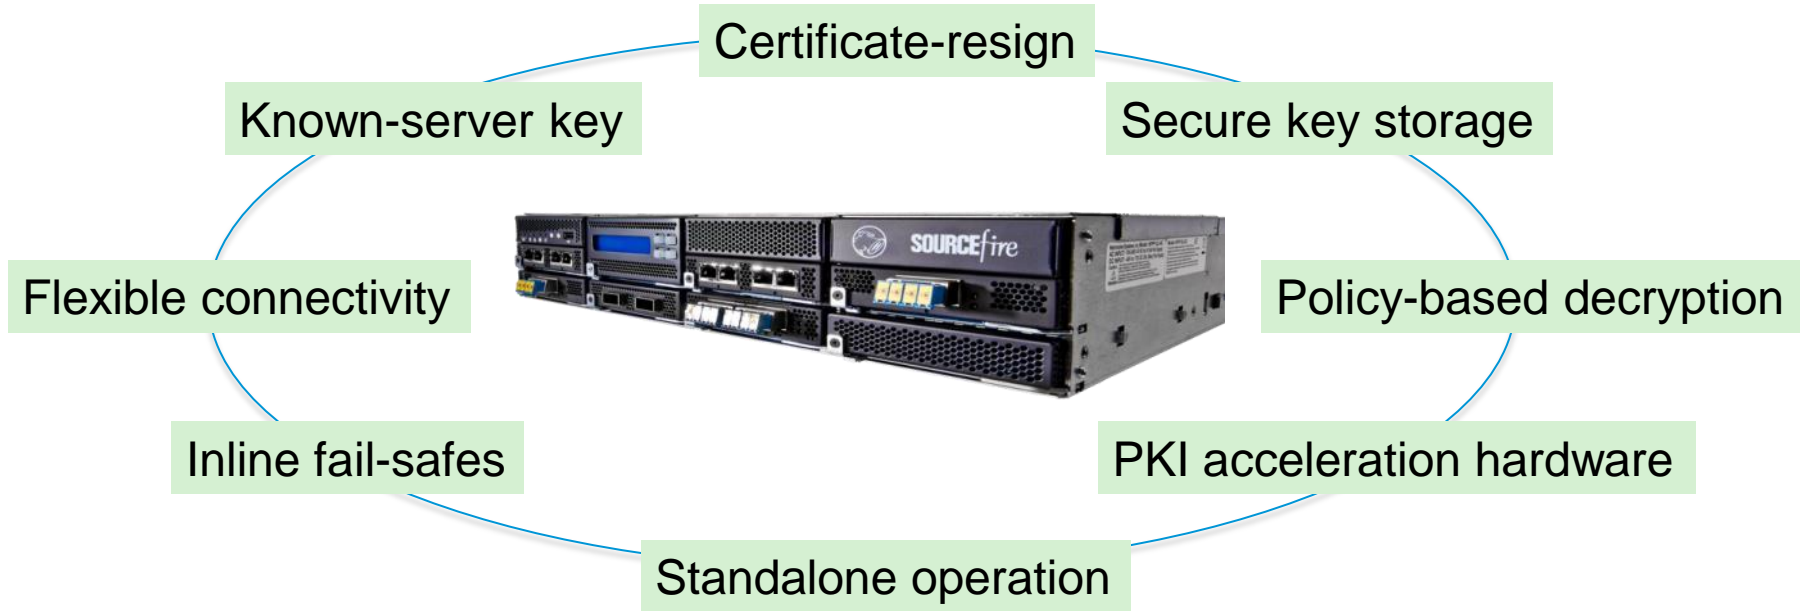 Certificate-resign
Known-server key
Secure key storage
SOURCEfire
Flexible connectivity
Policy-based decryption
Inline fail-safes
PKI acceleration hardware
Standalone operation